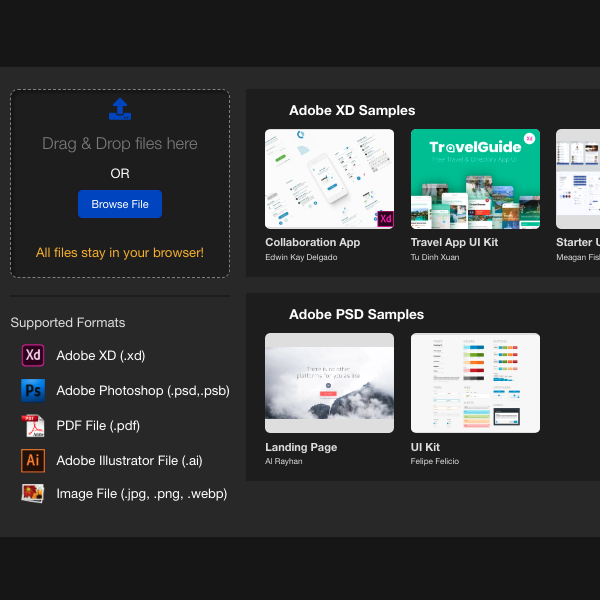 Drag & Drop files here
OR
Browse File
All files stay in your browser!
Supported Formats
Xd
Adobe XD (.xd)
Ps
Adobe Photoshop (.psd,.psb)
PDF
Adobe
PDF File (.pdf)
Ai
Adobe Illustrator File (.ai)
Image File (.jpg, .png, .webp)
Adobe XD Samples
Xd
TravelGuide
Free Travel & Directory App UI
Xd
Collaboration App
Edwin Kay Delgado
Travel App UI Kit
Tu Dinh Xuan
Starter U
Meagan Fis
Adobe PSD Samples
There is no other
platforms for you as like
Landing Page
Al Rayhan
UI Kit
Felipe Felicio